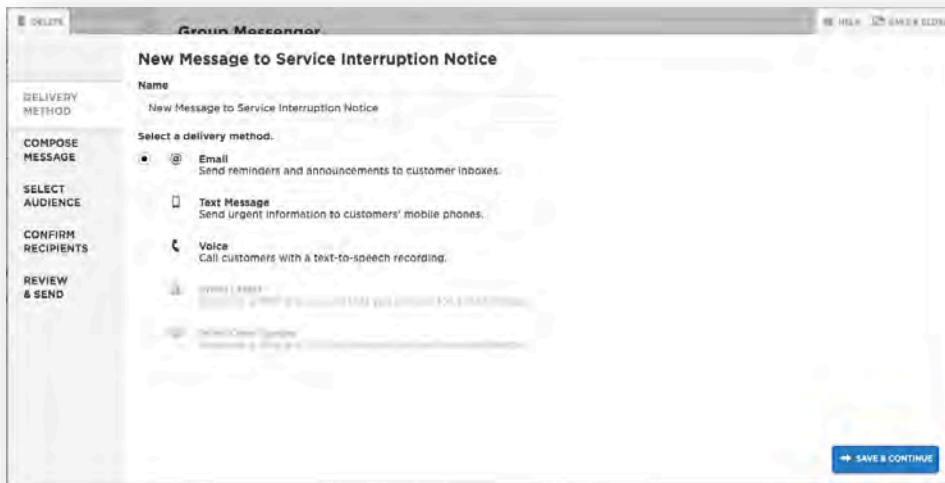 DELETE
Group Messenger
HELP
SAVE & CLOSE
New Message to Service Interruption Notice
Name
New Message to Service Interruption Notice
Select a delivery method.
Email
Send reminders and announcements to customer inboxes.
Text Message
Send urgent information to customers' mobile phones.
Voice
Call customers with a text-to-speech recording.
DELIVERY
METHOD
COMPOSE
MESSAGE
SELECT
AUDIENCE
CONFIRM
RECIPIENTS
REVIEW
& SEND
SAVE & CONTINUE